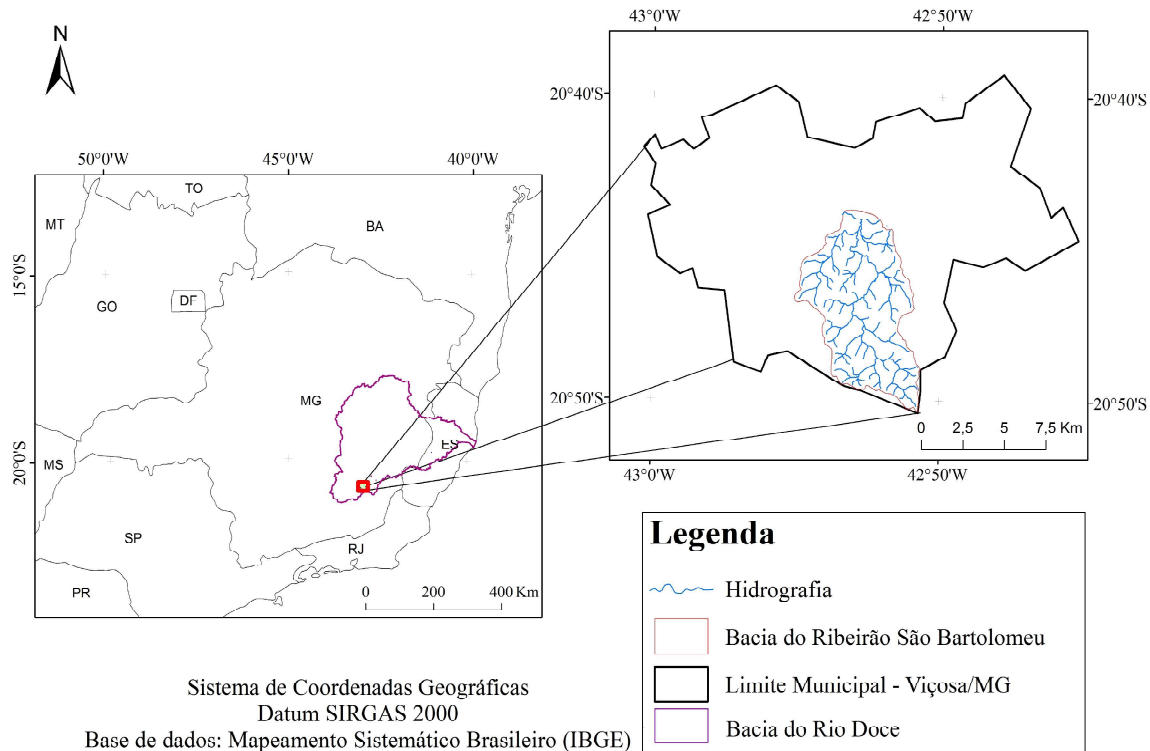 N
50°0'W
45°0'W
40°0'W
15°0'S
20°0'S
TO
MT
BA
GO
DF
MG
ES
MS
SP
RJ
PR
0 200 400 Km
43°0'W
42°50'W
20°40'S
20°40'S
20°50'S
20°50'S
0 2,5 5 7,5 Km
43°0'W
42°50'W
Legenda
Hidrografia
Bacia do Ribeirão São Bartolomeu
Limite Municipal - Viçosa/MG
Bacia do Rio Doce
Sistema de Coordenadas Geográficas
Datum SIRGAS 2000
Base de dados: Mapeamento Sistemático Brasileiro (IBGE)